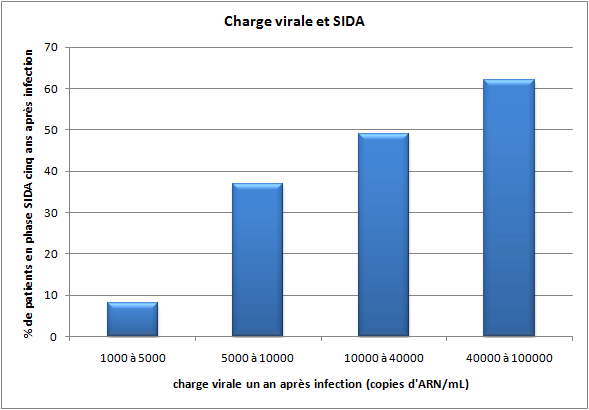 Charge virale et SIDA
% de patients en phase SIDA cinq ans après infection
70
60
50
40
30
20
10
0
1000 à 5000
5000 à 10000
10000 à 40000
40000 à 100000
charge virale un an après infection (copies d'ARN/mL)